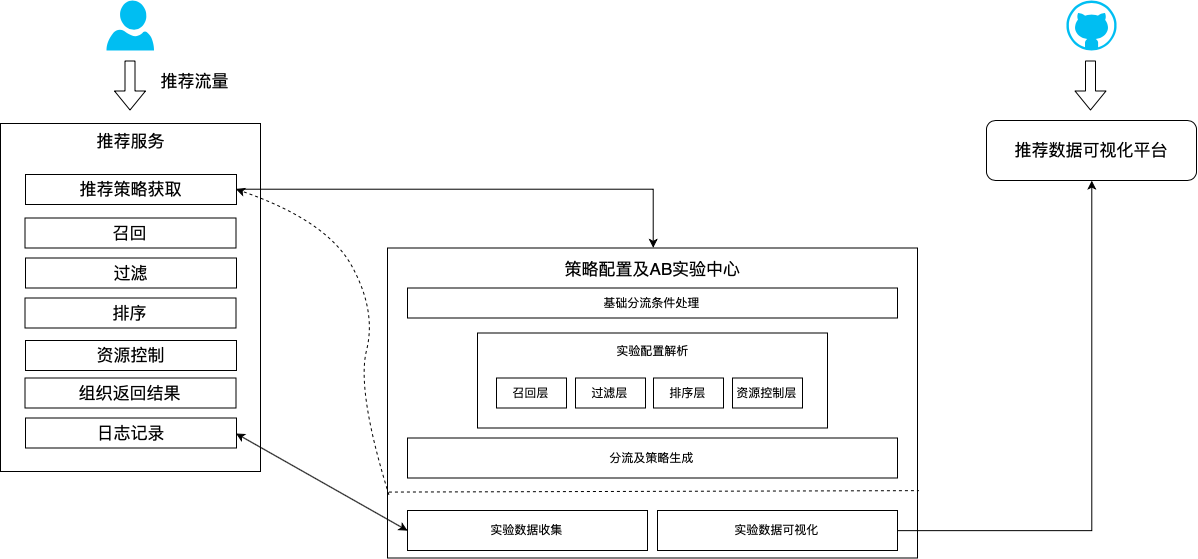 推荐流量
推荐服务
推荐策略获取
召回
过滤
排序
资源控制
组织返回结果
日志记录
策略配置及AB实验中心
基础分流条件处理
实验配置解析
召回层
过滤层
排序层
资源控制层
分流及策略生成
实验数据收集
实验数据可视化
推荐数据可视化平台